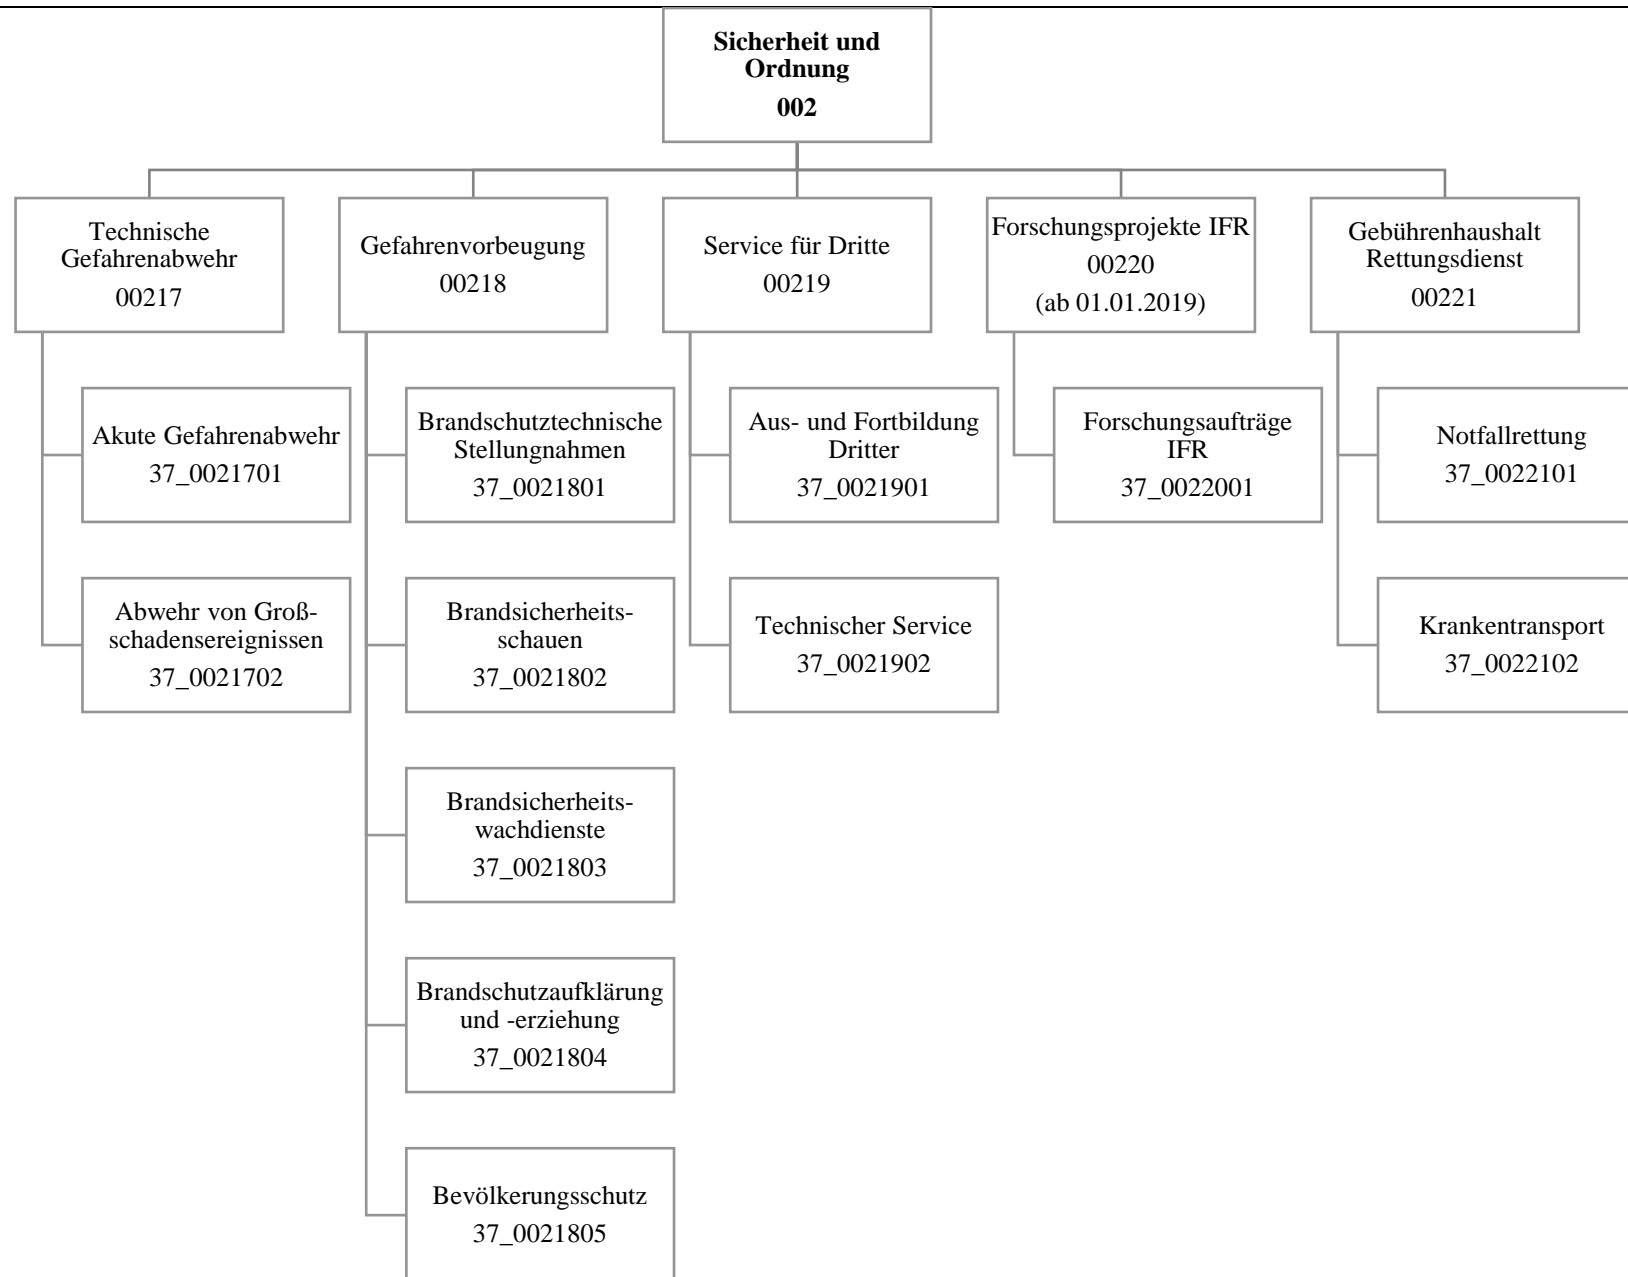 Sicherheit und
Ordnung
002
Technische
Gefahrenabwehr
00217
Gefahrenvorbeugung
00218
Service für Dritte
00219
Forschungsprojekte IFR
00220
(ab 01.01.2019)
Gebührenhaushalt
Rettungsdienst
00221
Akute Gefahrenabwehr
37_0021701
Brandschutztechnische
Stellungnahmen
37_0021801
Aus- und Fortbildung
Dritter
37_0021901
Forschungsaufträge
IFR
37_0022001
Notfallrettung
37_0022101
Abwehr von Groß-
schadensereignissen
37_0021702
Brandsicherheits-
schauen
37_0021802
Technischer Service
37_0021902
Krankentransport
37_0022102
Brandsicherheits-
wachdienste
37_0021803
Brandschutzaufklärung
und -erziehung
37_0021804
Bevölkerungsschutz
37_0021805